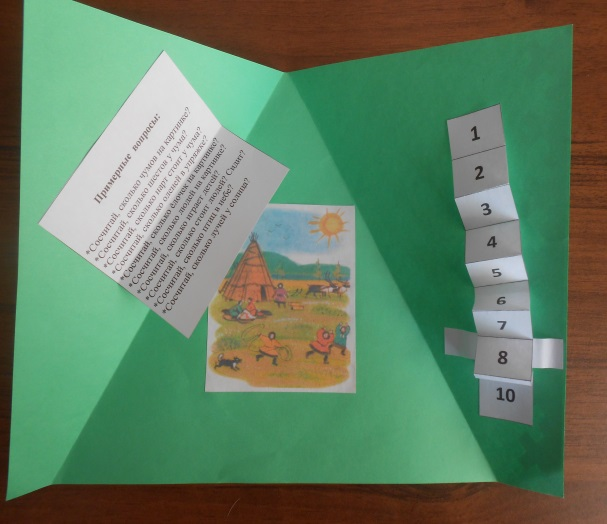 Примерные вопросы:
*Сосчитай, сколько чумов на картинке?
*Сосчитай, сколько шестов у чума?
*Сосчитай, сколько нарт стоит у чума?
*Сосчитай, сколько оленей в упряжке?
*Сосчитай, сколько ёлочек на картинке?
*Сосчитай, сколько людей на картинке?
*Сосчитай, сколько играет детей?
*Сосчитай, сколько стоит людей? Сидит?
*Сосчитай, сколько птиц в небе?
*Сосчитай, сколько лучей у солнца?
1
2
3
4
5
6
7
8
10